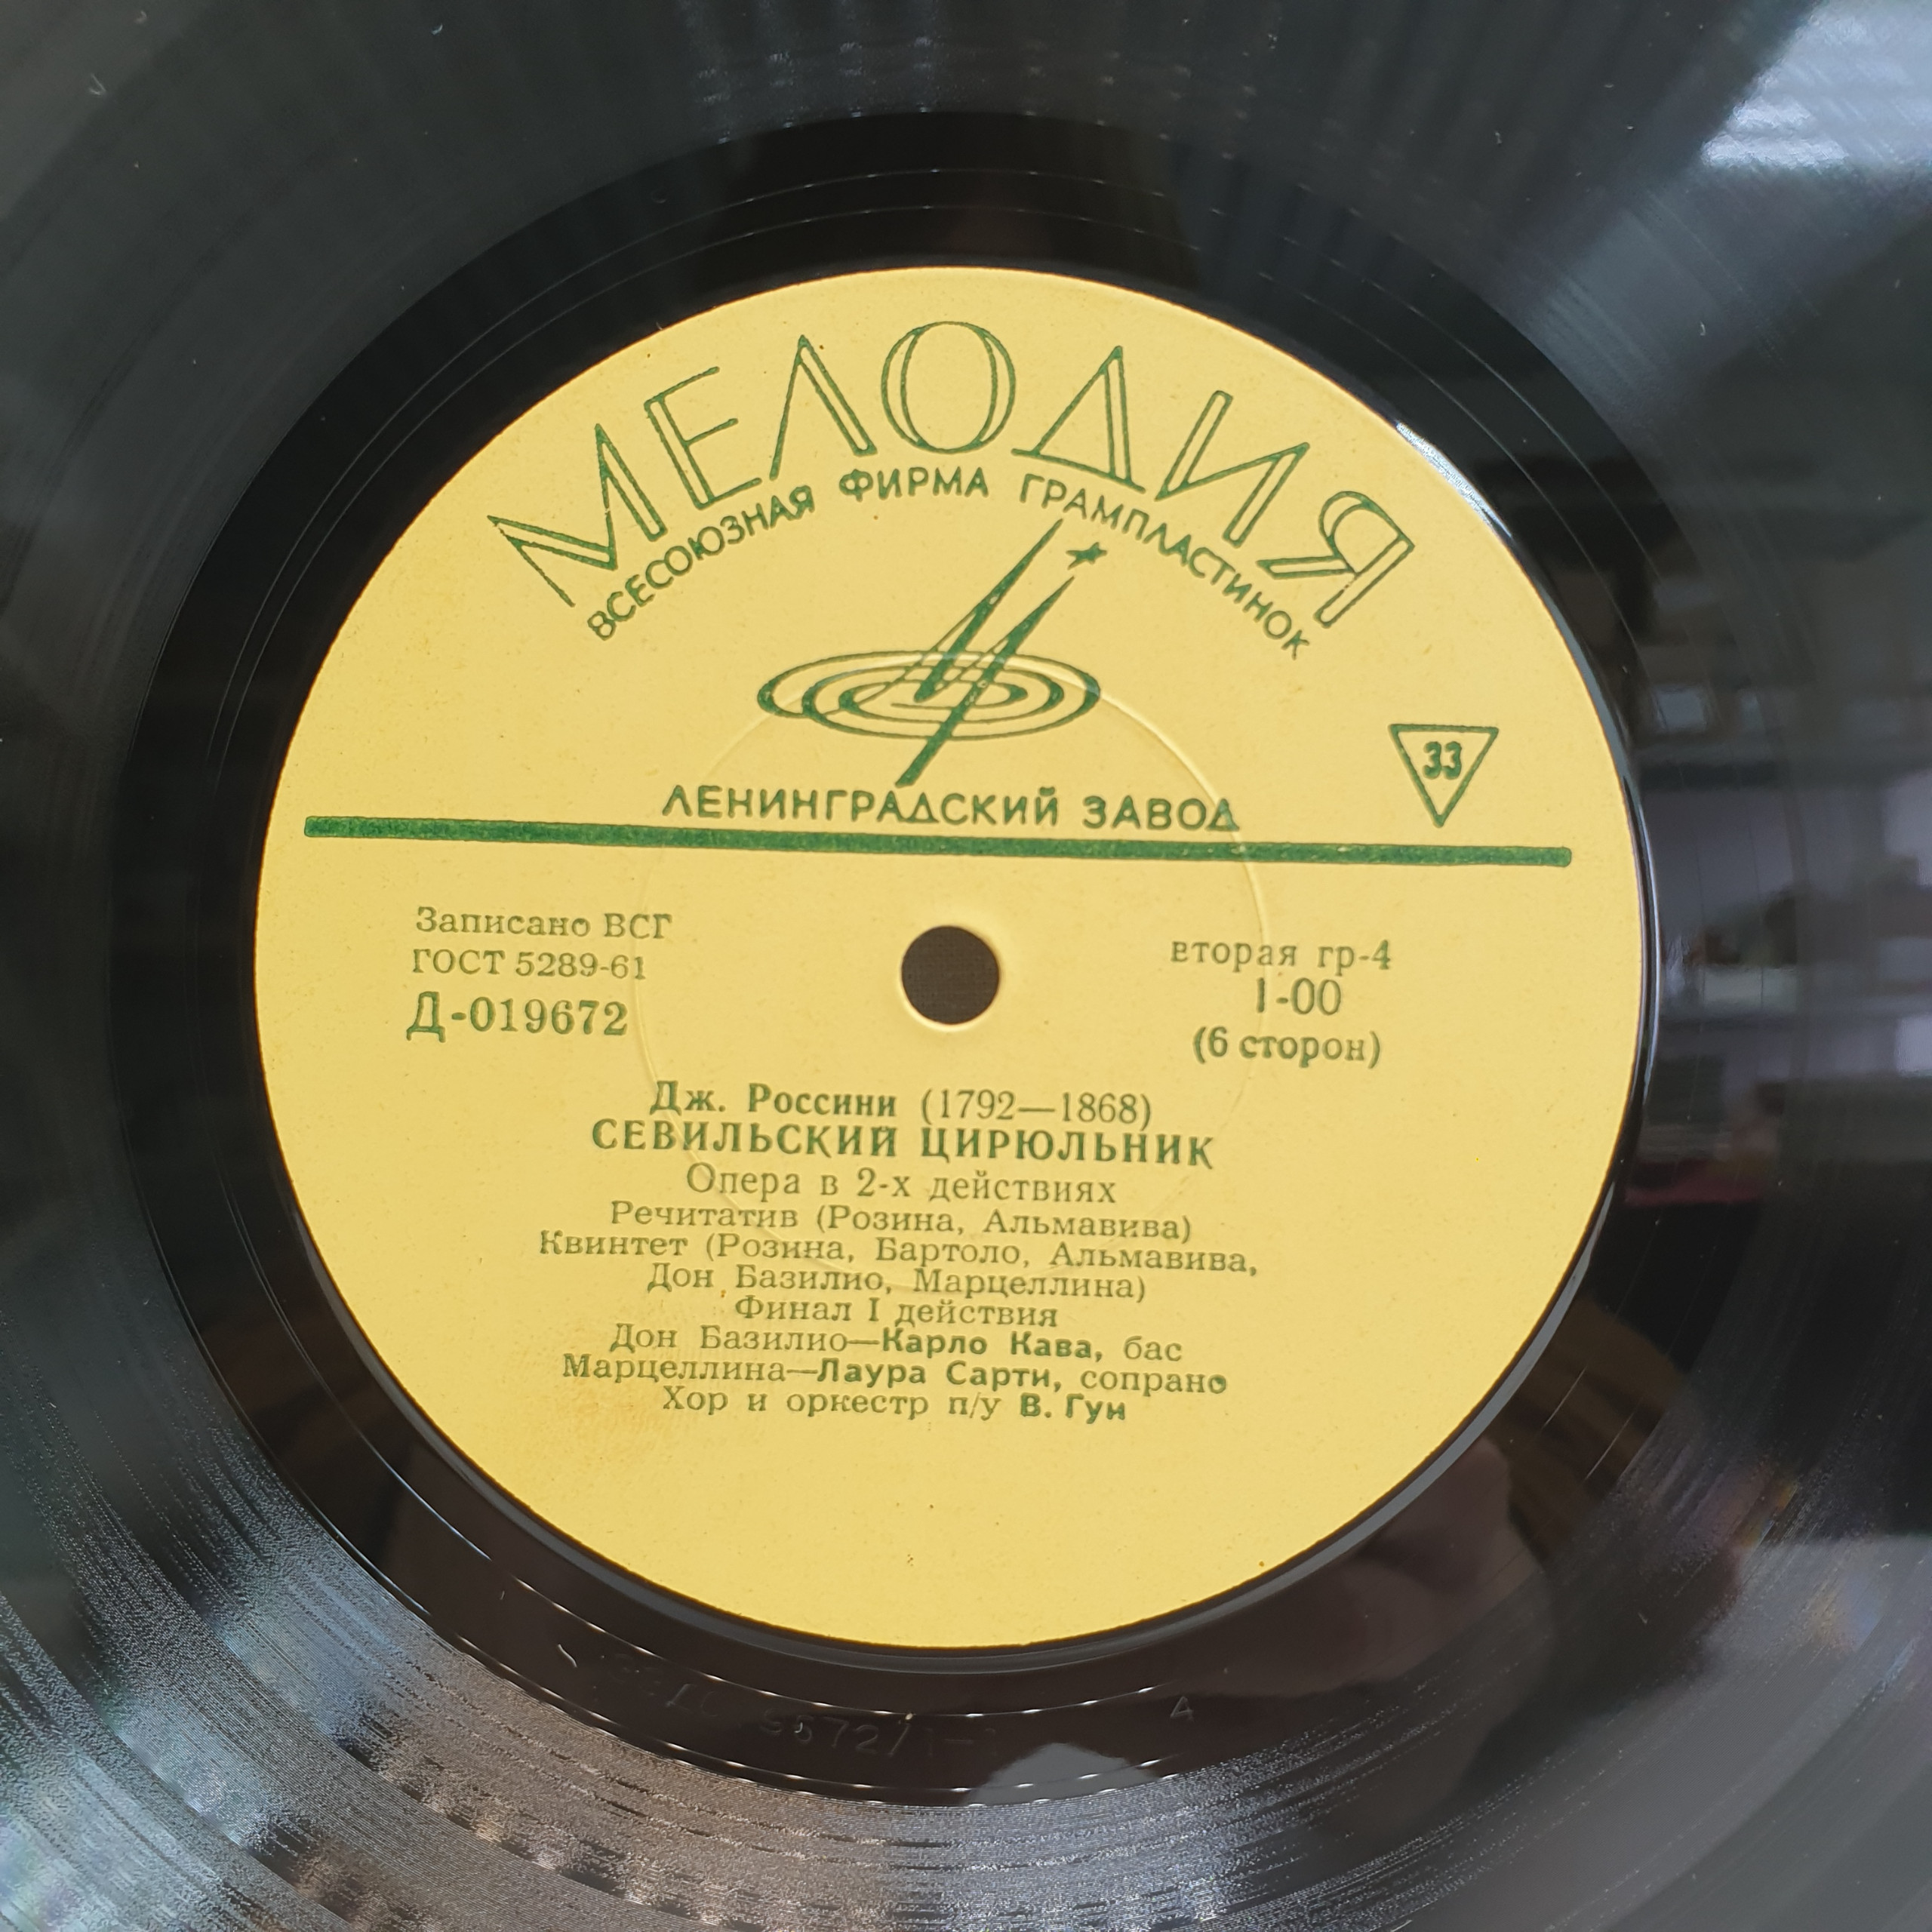 МЕЛОДИЯ
ВСЕСОЮЗНАЯ ФИРМА ГРАМПЛАСТИНОК
33
ЛЕНИНГРАДСКИЙ ЗАВОД
Записано ВСГ
ГОСТ 5289-61
Д-019672
вторая гр-4
1-00
(6 сторон)
Дж. Россини (1792—1868)
СЕВИЛЬСКИЙ ЦИРЮЛЬНИК
Опера в 2-х действиях
Речитатив (Розина, Альмавива)
Квинтет (Розина, Бартоло, Альмавива,
Дон Базилио, Марцеллина)
Финал I действия
Дон Базилио—Карло Кава, бас
Марцеллина—Лаура Сарти, сопрано
Хор и оркестр п/у В. Гуи